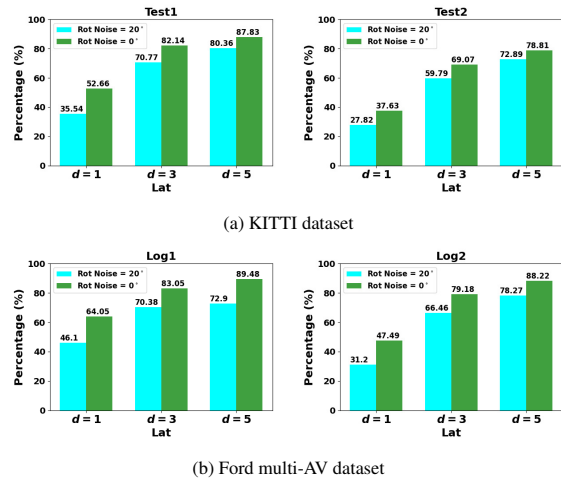 Test1
Rot Noise = 20°
Rot Noise = 0°
Percentage (%)
100
80
60
40
20
0
35.54
52.66
70.77
82.14
80.36
87.83
d = 1
d = 3
d = 5
Lat
Test2
Rot Noise = 20°
Rot Noise = 0°
Percentage (%)
100
80
60
40
20
0
27.82
37.63
59.79
69.07
72.89
78.81
d = 1
d = 3
d = 5
Lat
(a) KITTI dataset
Log1
Rot Noise = 20°
Rot Noise = 0°
Percentage (%)
100
80
60
40
20
0
46.1
64.05
70.38
83.05
72.9
89.48
d = 1
d = 3
d = 5
Lat
Log2
Rot Noise = 20°
Rot Noise = 0°
Percentage (%)
100
80
60
40
20
0
31.2
47.49
66.46
79.18
78.27
88.22
d = 1
d = 3
d = 5
Lat
(b) Ford multi-AV dataset